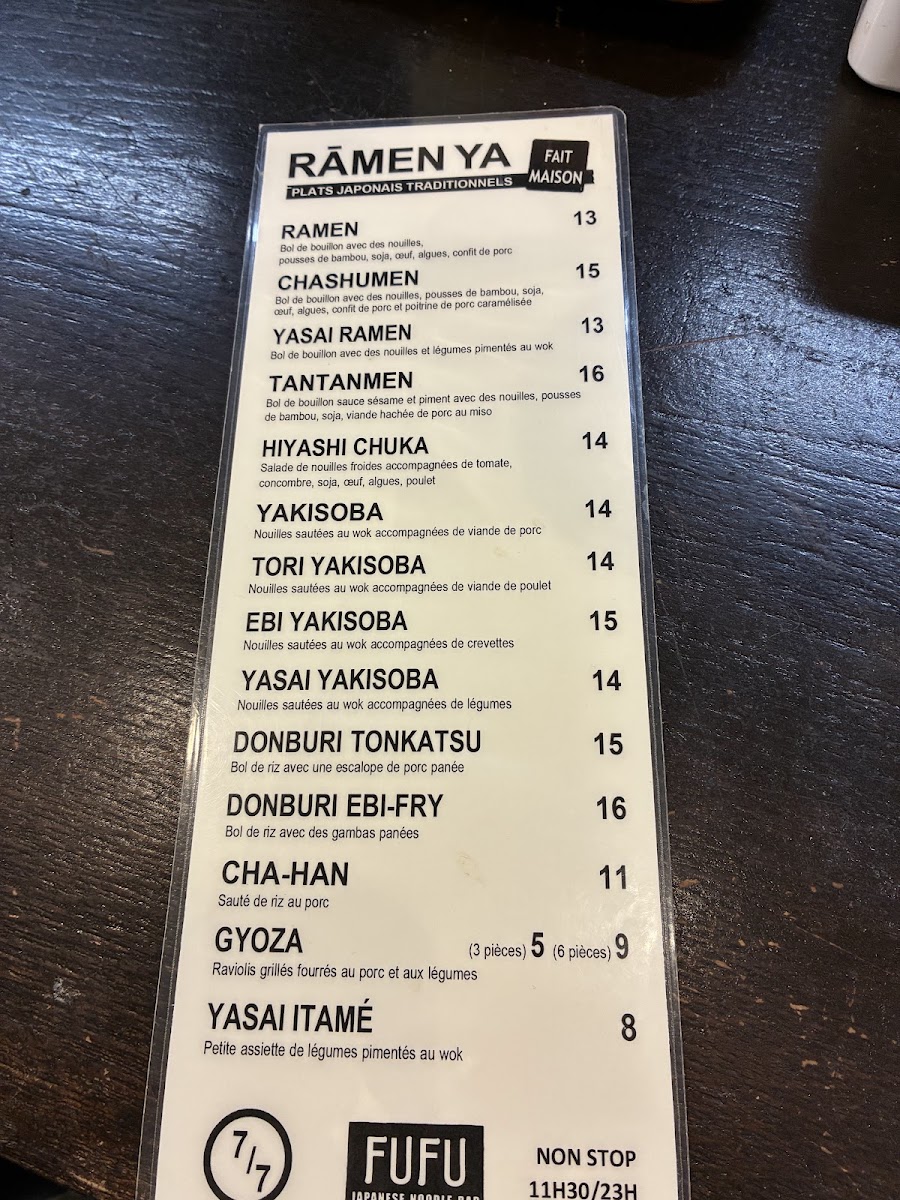 RĀMEN YA
FAIT
MAISON
PLATS JAPONAIS TRADITIONNELS
RAMEN 13
Bol de bouillon avec des nouilles,
pousses de bambou, soja, œuf, algues, confit de porc
CHASHUMEN 15
Bol de bouillon avec des nouilles, pousses de bambou, soja,
œuf, algues, confit de porc et poitrine de porc caramélisée
YASAI RAMEN 13
Bol de bouillon avec des nouilles et légumes pimentés au wok
TANTANMEN 16
Bol de bouillon sauce sésame et piment avec des nouilles, pousses
de bambou, soja, viande hachée de porc au miso
HIYASHI CHUKA 14
Salade de nouilles froides accompagnées de tomate,
concombre, soja, œuf, algues, poulet
YAKISOBA 14
Nouilles sautées au wok accompagnées de viande de porc
TORI YAKISOBA 14
Nouilles sautées au wok accompagnées de viande de poulet
EBI YAKISOBA 15
Nouilles sautées au wok accompagnées de crevettes
YASAI YAKISOBA 14
Nouilles sautées au wok accompagnées de légumes
DONBURI TONKATSU 15
Bol de riz avec une escalope de porc panée
DONBURI EBI-FRY 16
Bol de riz avec des gambas panées
CHA-HAN 11
Sauté de riz au porc
GYOZA (3 pièces) 5 (6 pièces) 9
Raviolis grillés fourrés au porc et aux légumes
YASAI ITAMÉ 8
Petite assiette de légumes pimentés au wok
7/7
FUFU
JAPANESE NOODLE BAR
NON STOP
11H30/23H